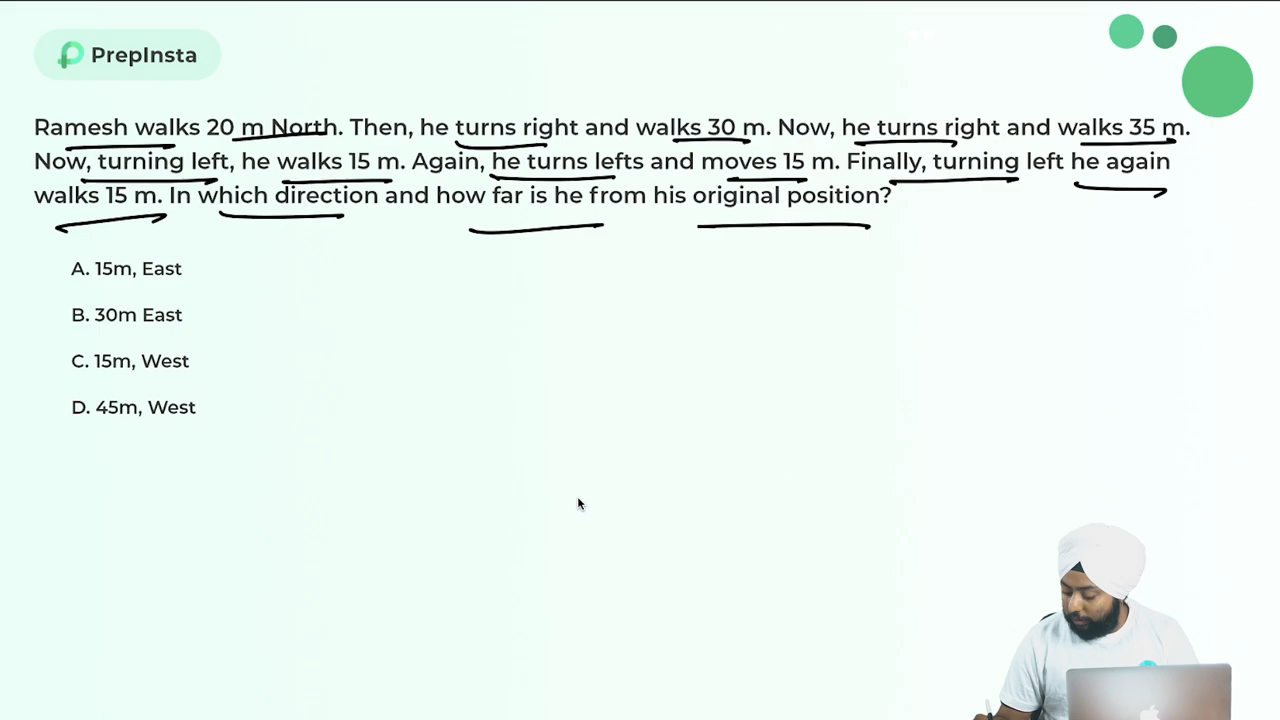 PrepInsta
Ramesh walks 20 m North. Then, he turns right and walks 30 m. Now, he turns right and walks 35 m.
Now, turning left, he walks 15 m. Again, he turns lefts and moves 15 m. Finally, turning left he again
walks 15 m. In which direction and how far is he from his original position?
A. 15m, East
B. 30m East
C. 15m, West
D. 45m, West